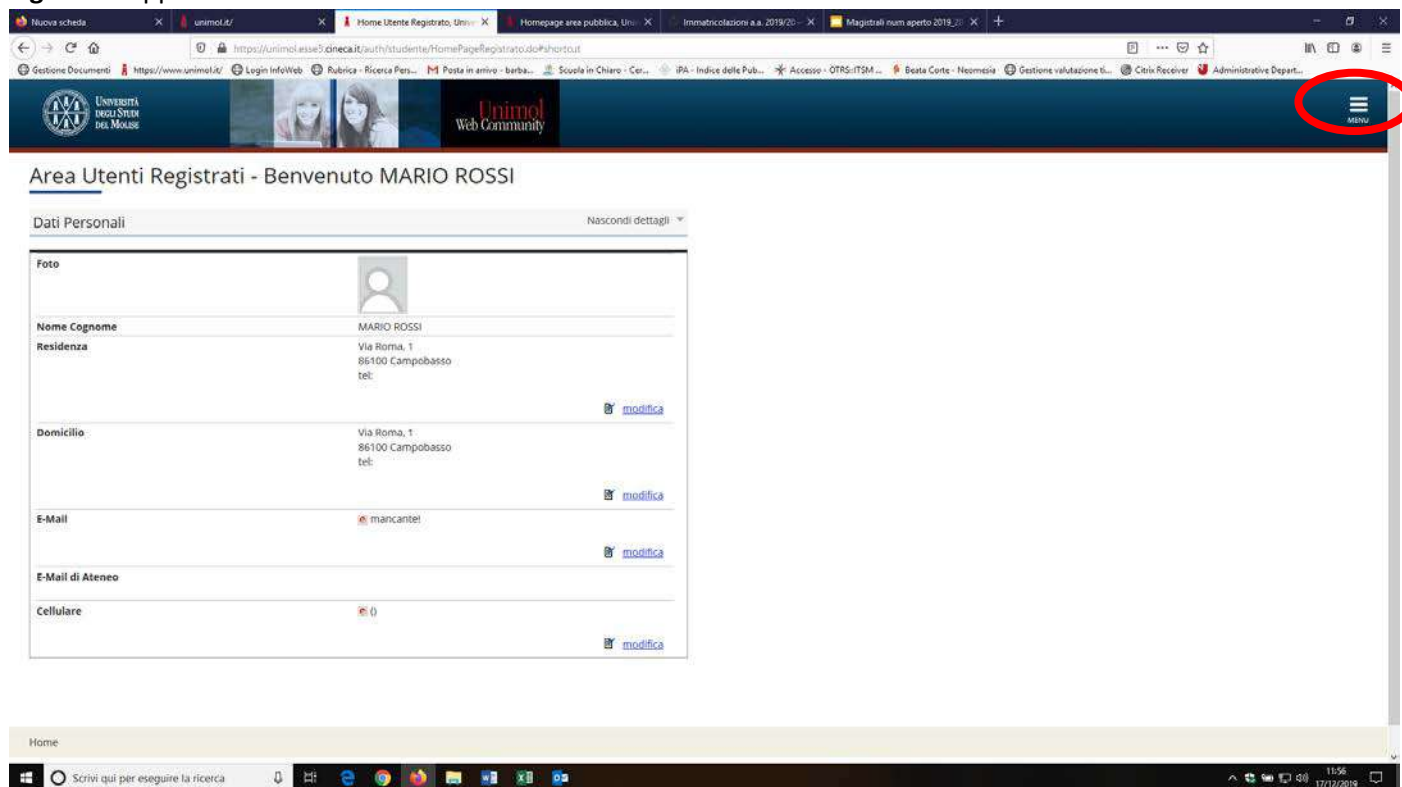 Nuova scheda
unimol.it/
Home Utente Registrato, Univ
Homepage area pubblica, Uni
Immatricolazioni a.a. 2019/20 -
Magistrali num aperto 2019_20
https://unimol.esse3.cineca.it/auth/studente/HomePageRegistrato.do#shortcut
Gestione Documenti https://www.unimol.it/ Login InfoWeb Rubrica - Ricerca Pers... Posta in arrivo - barba... Scuola in Chiaro - Cer... iPA - Indice delle Pub... Accesso - OTRS::ITSM ... Beata Corte - Neomesia Gestione valutazione ti... Citrix Receiver Administrative Depart...
UNIVERSITÀ
DEGLI STUDI
DEL MOLISE
Unimol
Web Community
MENU
Area Utenti Registrati - Benvenuto MARIO ROSSI
Dati Personali Nascondi dettagli
Foto
Nome Cognome MARIO ROSSI
Residenza Via Roma, 1
86100 Campobasso
tel:
modifica
Domicilio Via Roma, 1
86100 Campobasso
tel:
modifica
E-Mail mancante!
modifica
E-Mail di Ateneo
Cellulare ()
modifica
Home
Scrivi qui per eseguire la ricerca
11:56
17/12/2019